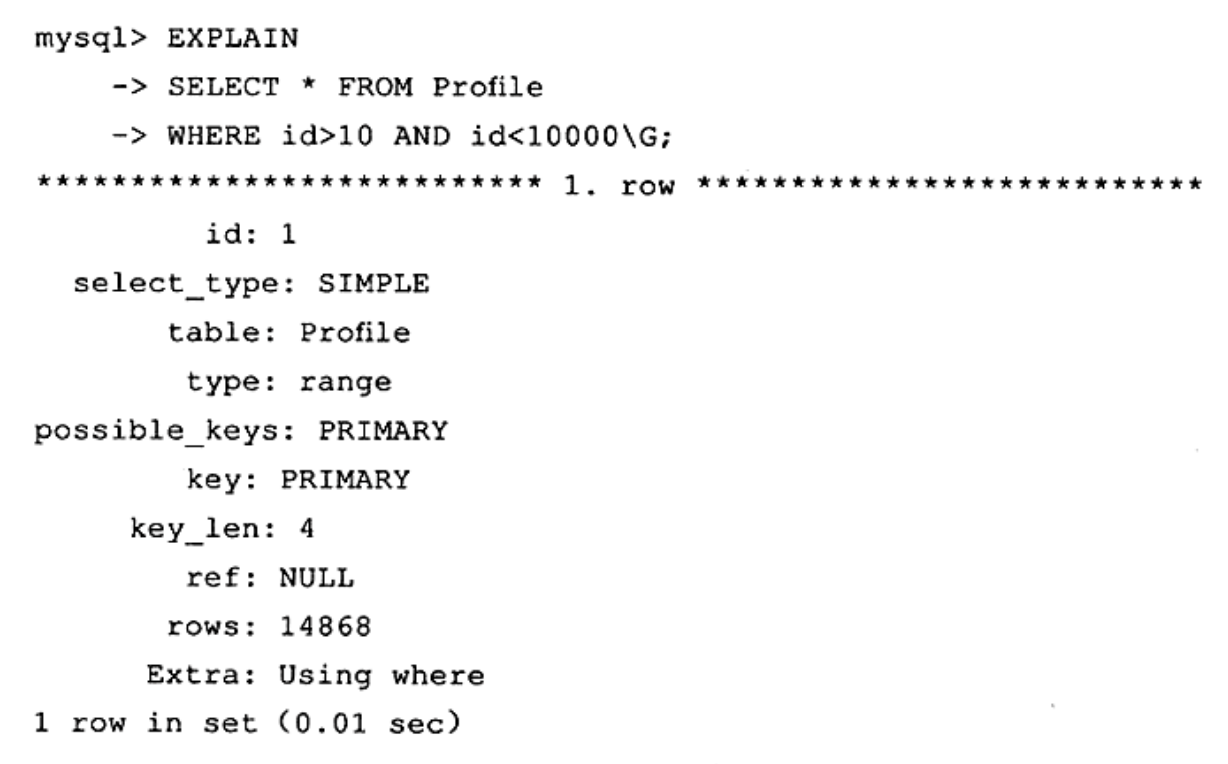 mysql> EXPLAIN
    -> SELECT * FROM Profile
    -> WHERE id>10 AND id<10000\G;
*************************** 1. row ***************************
         id: 1
  select_type: SIMPLE
       table: Profile
        type: range
possible_keys: PRIMARY
        key: PRIMARY
     key_len: 4
        ref: NULL
       rows: 14868
      Extra: Using where
1 row in set (0.01 sec)